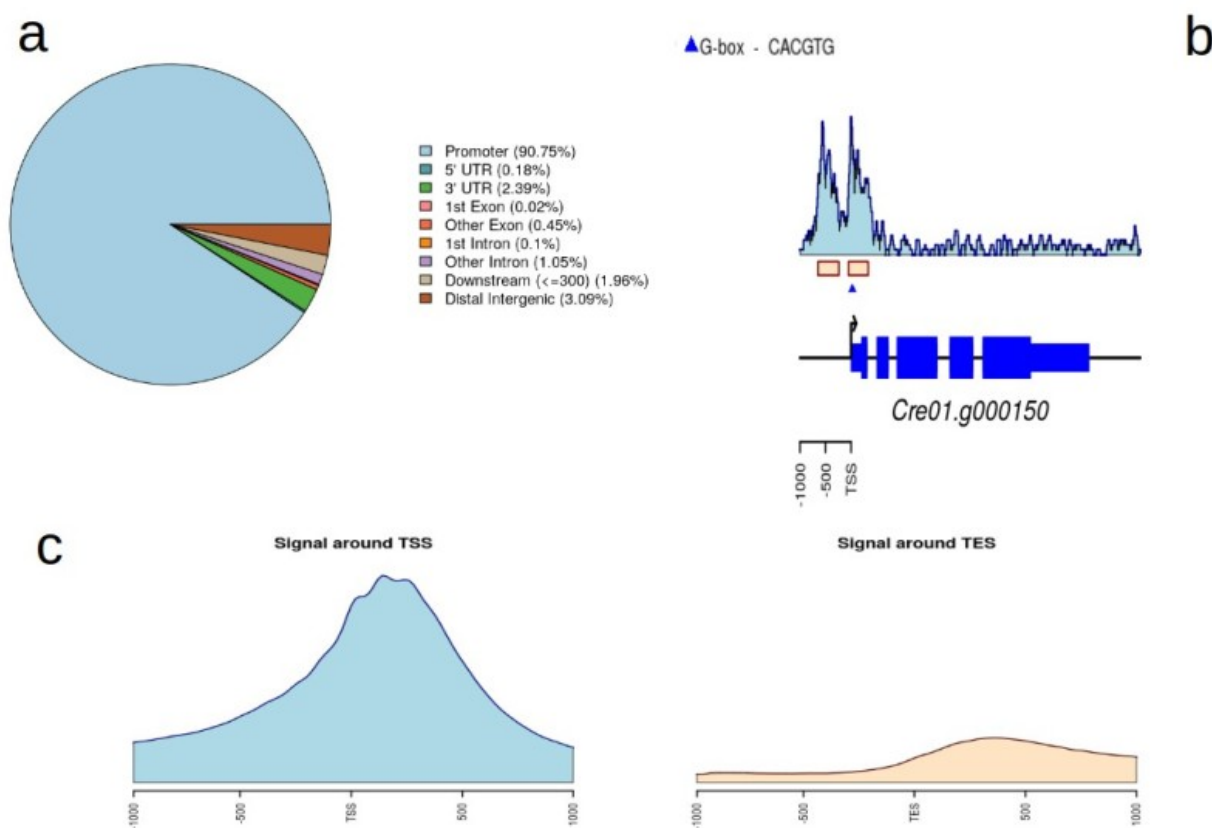 a
Promoter (90.75%)
5' UTR (0.18%)
3' UTR (2.39%)
1st Exon (0.02%)
Other Exon (0.45%)
1st Intron (0.1%)
Other Intron (1.05%)
Downstream (<=300) (1.96%)
Distal Intergenic (3.09%)
b
G-box - CACGTG
Cre01.g000150
-1000
-500
TSS
c
Signal around TSS
-1000
-500
TSS
500
1000
Signal around TES
-1000
-500
TES
500
1000